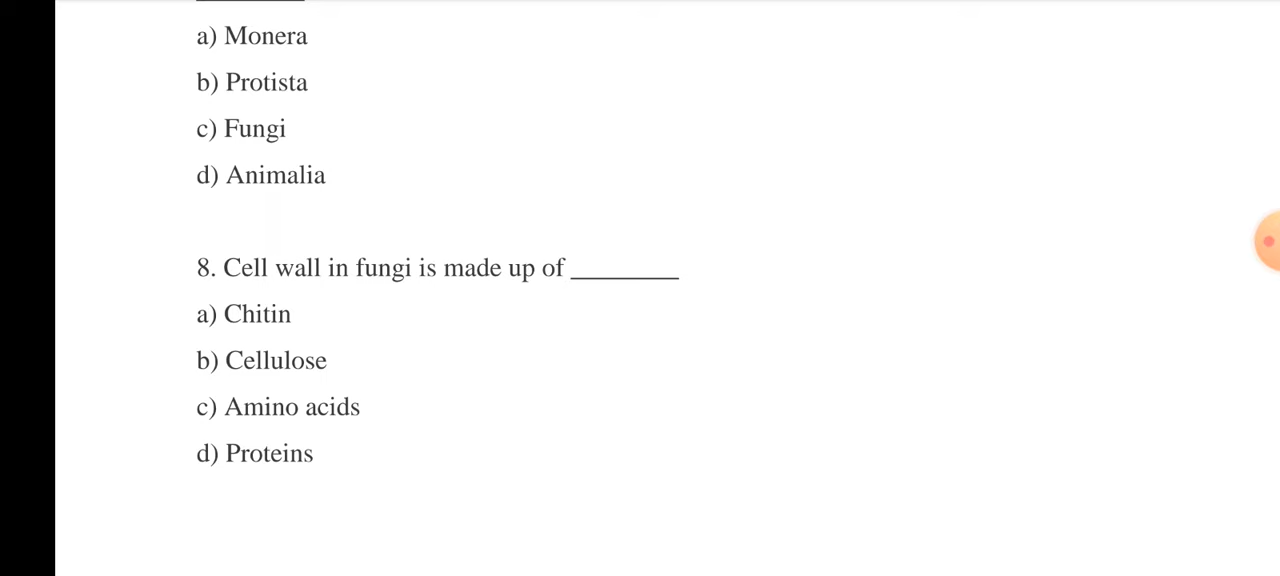 a) Monera
b) Protista
c) Fungi
d) Animalia
8. Cell wall in fungi is made up of ________
a) Chitin
b) Cellulose
c) Amino acids
d) Proteins